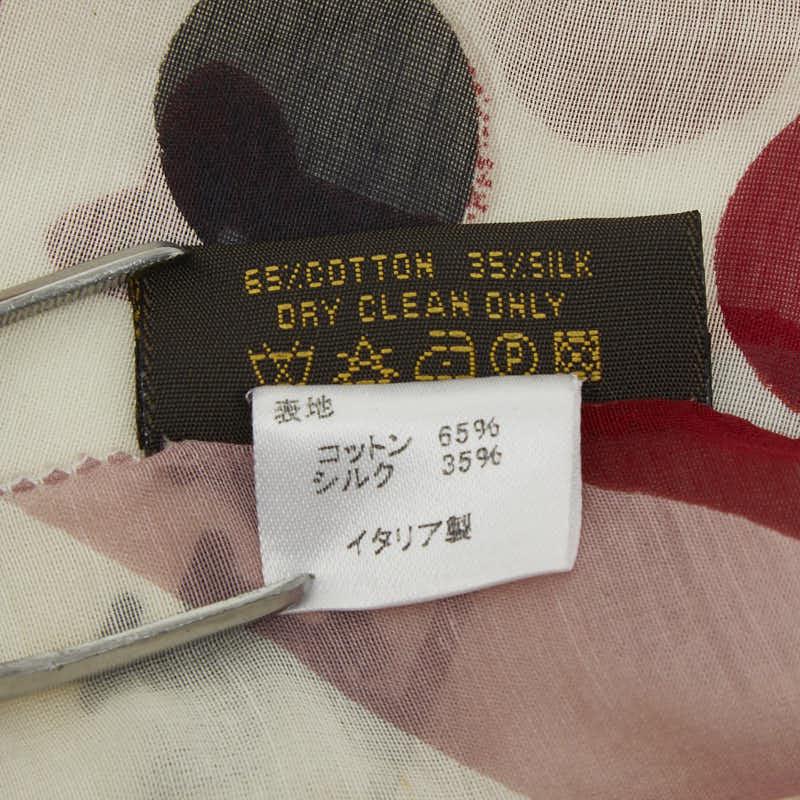 65%COTTON 35%SILK
DRY CLEAN ONLY
P
表地
コットン 65%
シルク 35%
イタリア製